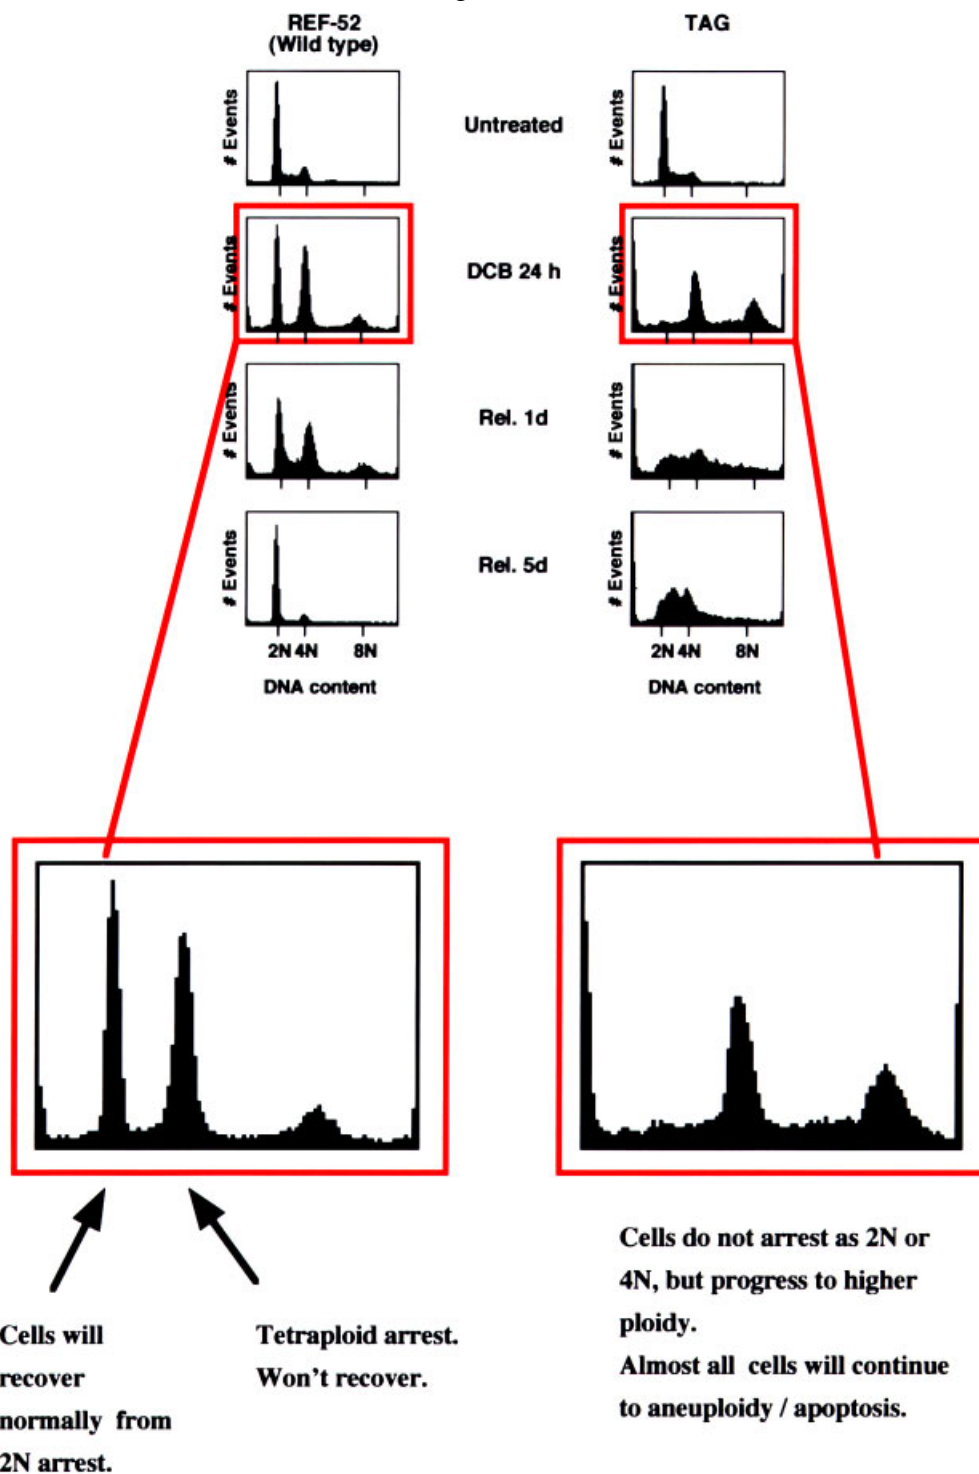 REF-52
(Wild type)
TAG
# Events
Untreated
# Events
# Events
DCB 24 h
# Events
# Events
Rel. 1d
# Events
# Events
Rel. 5d
# Events
2N 4N 8N
2N 4N 8N
DNA content
DNA content
Cells will
recover
normally from
2N arrest.
Tetraploid arrest.
Won't recover.
Cells do not arrest as 2N or
4N, but progress to higher
ploidy.
Almost all cells will continue
to aneuploidy / apoptosis.